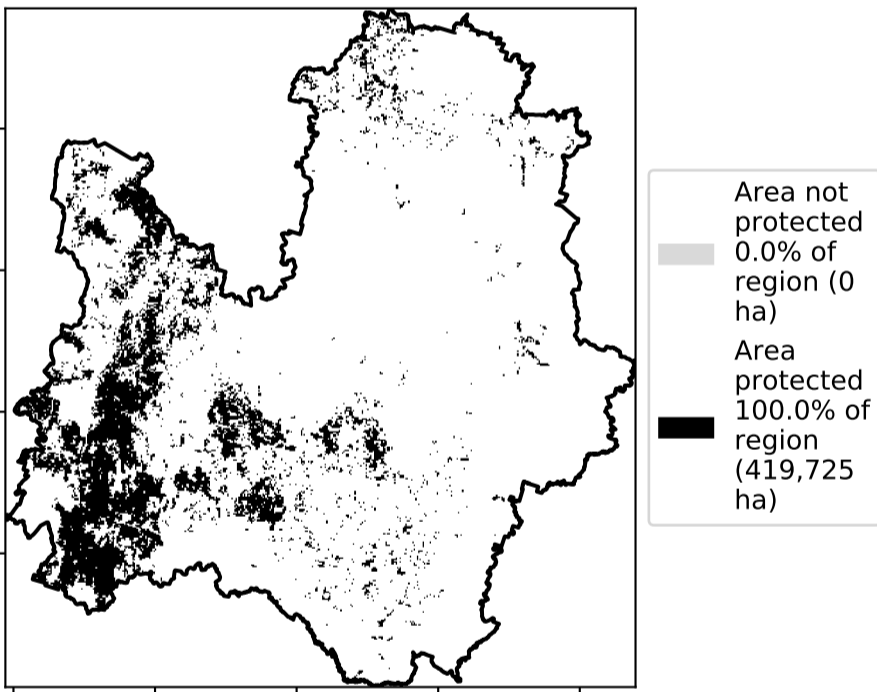 Area not
protected
0.0% of
region (0
ha)
Area
protected
100.0% of
region
(419,725
ha)